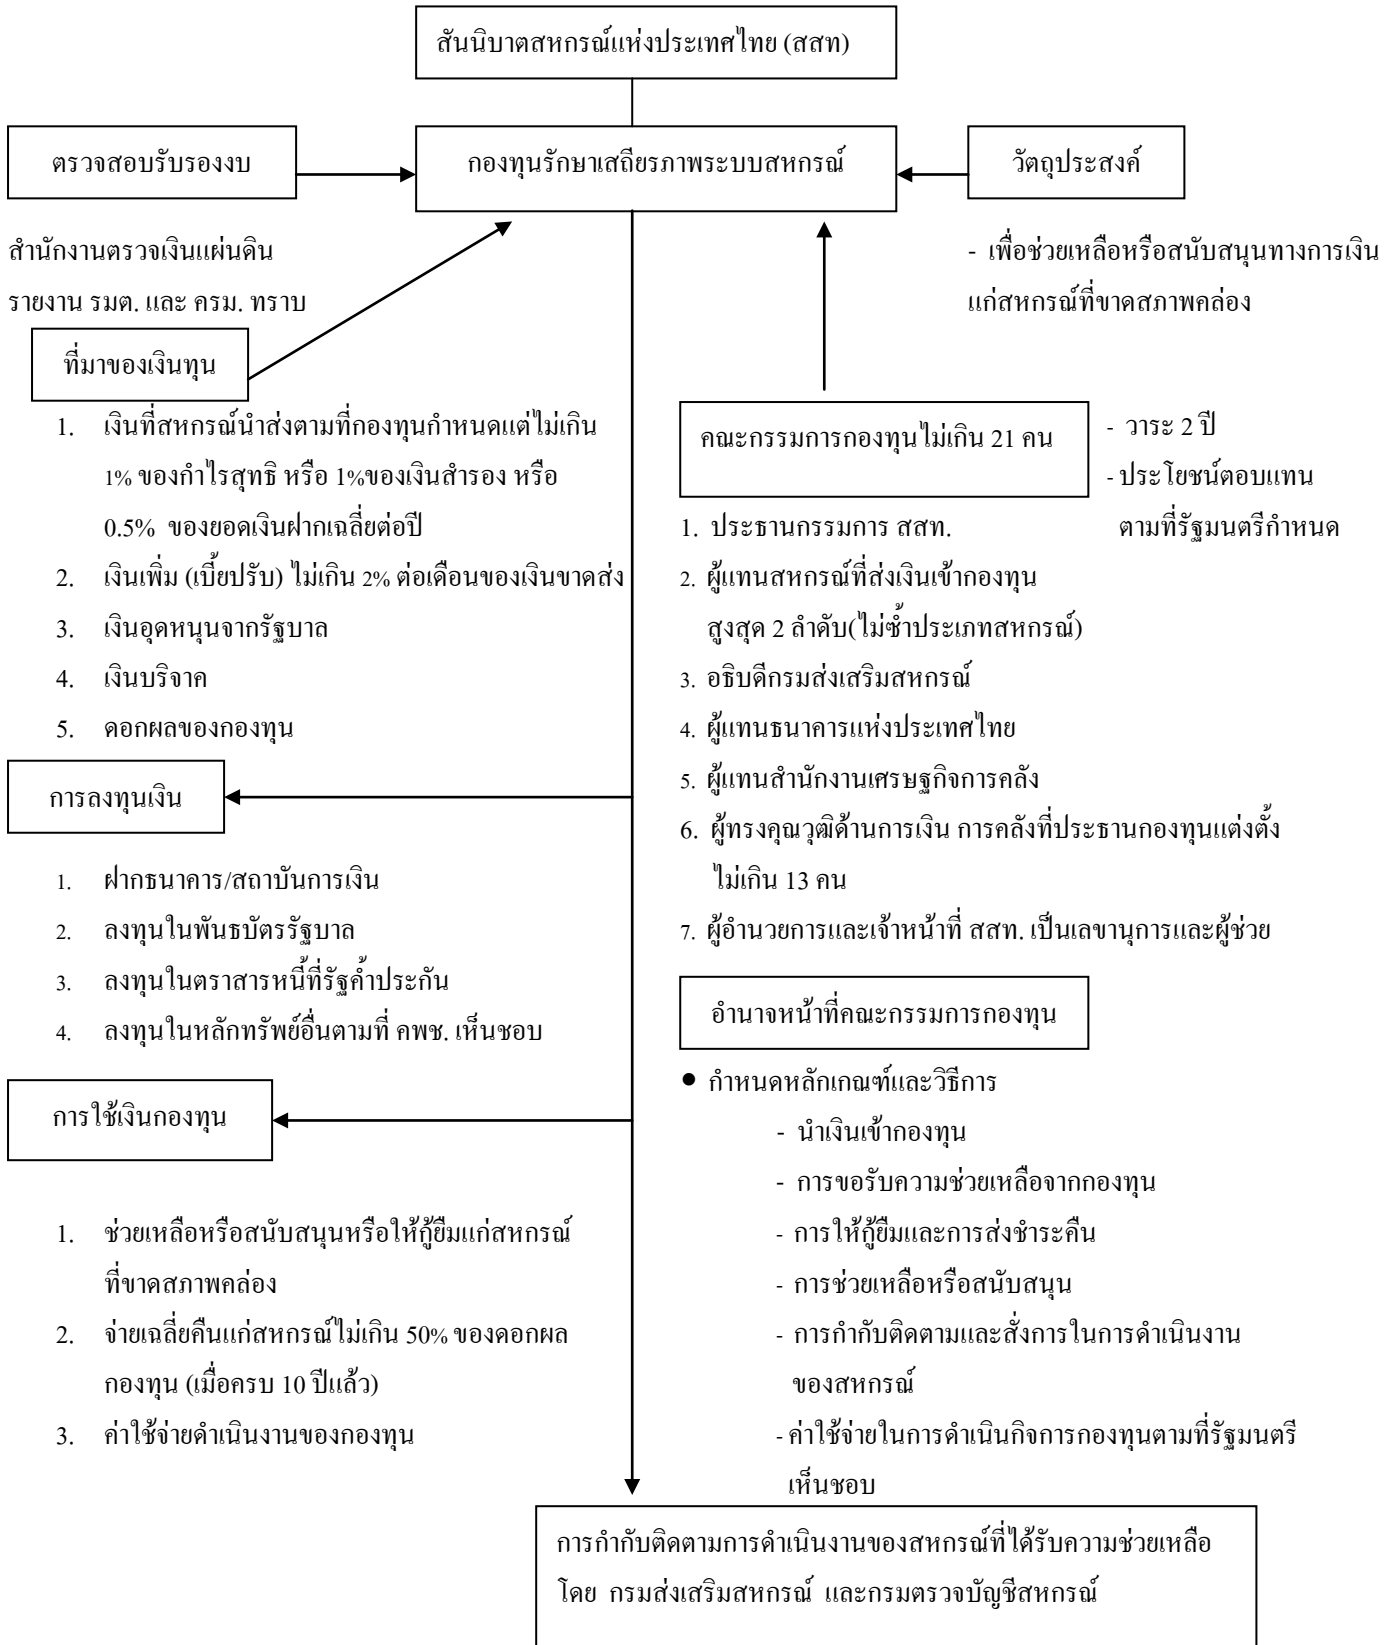 สันนิบาตสหกรณ์แห่งประเทศไทย (สสท)
ตรวจสอบรับรองงบ
กองทุนรักษาเสถียรภาพระบบสหกรณ์
วัตถุประสงค์
สำนักงานตรวจเงินแผ่นดิน
รายงาน รมต. และ ครม. ทราบ
- เพื่อช่วยเหลือหรือสนับสนุนทางการเงิน
แก่สหกรณ์ที่ขาดสภาพคล่อง
ที่มาของเงินทุน
1. เงินที่สหกรณ์นำส่งตามที่กองทุนกำหนดแต่ไม่เกิน
1% ของกำไรสุทธิ หรือ 1%ของเงินสำรอง หรือ
0.5% ของยอดเงินฝากเฉลี่ยต่อปี
2. เงินเพิ่ม (เบี้ยปรับ) ไม่เกิน 2% ต่อเดือนของเงินขาดส่ง
3. เงินอุดหนุนจากรัฐบาล
4. เงินบริจาค
5. ดอกผลของกองทุน
คณะกรรมการกองทุนไม่เกิน 21 คน
- วาระ 2 ปี
- ประโยชน์ตอบแทน
ตามที่รัฐมนตรีกำหนด
1. ประธานกรรมการ สสท.
2. ผู้แทนสหกรณ์ที่ส่งเงินเข้ากองทุน
สูงสุด 2 ลำดับ(ไม่ซ้ำประเภทสหกรณ์)
3. อธิบดีกรมส่งเสริมสหกรณ์
4. ผู้แทนธนาคารแห่งประเทศไทย
5. ผู้แทนสำนักงานเศรษฐกิจการคลัง
6. ผู้ทรงคุณวุฒิด้านการเงิน การคลังที่ประธานกองทุนแต่งตั้ง
ไม่เกิน 13 คน
7. ผู้อำนวยการและเจ้าหน้าที่ สสท. เป็นเลขานุการและผู้ช่วย
การลงทุนเงิน
1. ฝากธนาคาร/สถาบันการเงิน
2. ลงทุนในพันธบัตรรัฐบาล
3. ลงทุนในตราสารหนี้ที่รัฐค้ำประกัน
4. ลงทุนในหลักทรัพย์อื่นตามที่ คพช. เห็นชอบ
อำนาจหน้าที่คณะกรรมการกองทุน
● กำหนดหลักเกณฑ์และวิธีการ
- นำเงินเข้ากองทุน
- การขอรับความช่วยเหลือจากกองทุน
- การให้กู้ยืมและการส่งชำระคืน
- การช่วยเหลือหรือสนับสนุน
- การกำกับติดตามและสั่งการในการดำเนินงาน
ของสหกรณ์
- ค่าใช้จ่ายในการดำเนินกิจการกองทุนตามที่รัฐมนตรี
เห็นชอบ
การใช้เงินกองทุน
1. ช่วยเหลือหรือสนับสนุนหรือให้กู้ยืมแก่สหกรณ์
ที่ขาดสภาพคล่อง
2. จ่ายเฉลี่ยคืนแก่สหกรณ์ไม่เกิน 50% ของดอกผล
กองทุน (เมื่อครบ 10 ปีแล้ว)
3. ค่าใช้จ่ายดำเนินงานของกองทุน
การกำกับติดตามการดำเนินงานของสหกรณ์ที่ได้รับความช่วยเหลือ
โดย กรมส่งเสริมสหกรณ์ และกรมตรวจบัญชีสหกรณ์